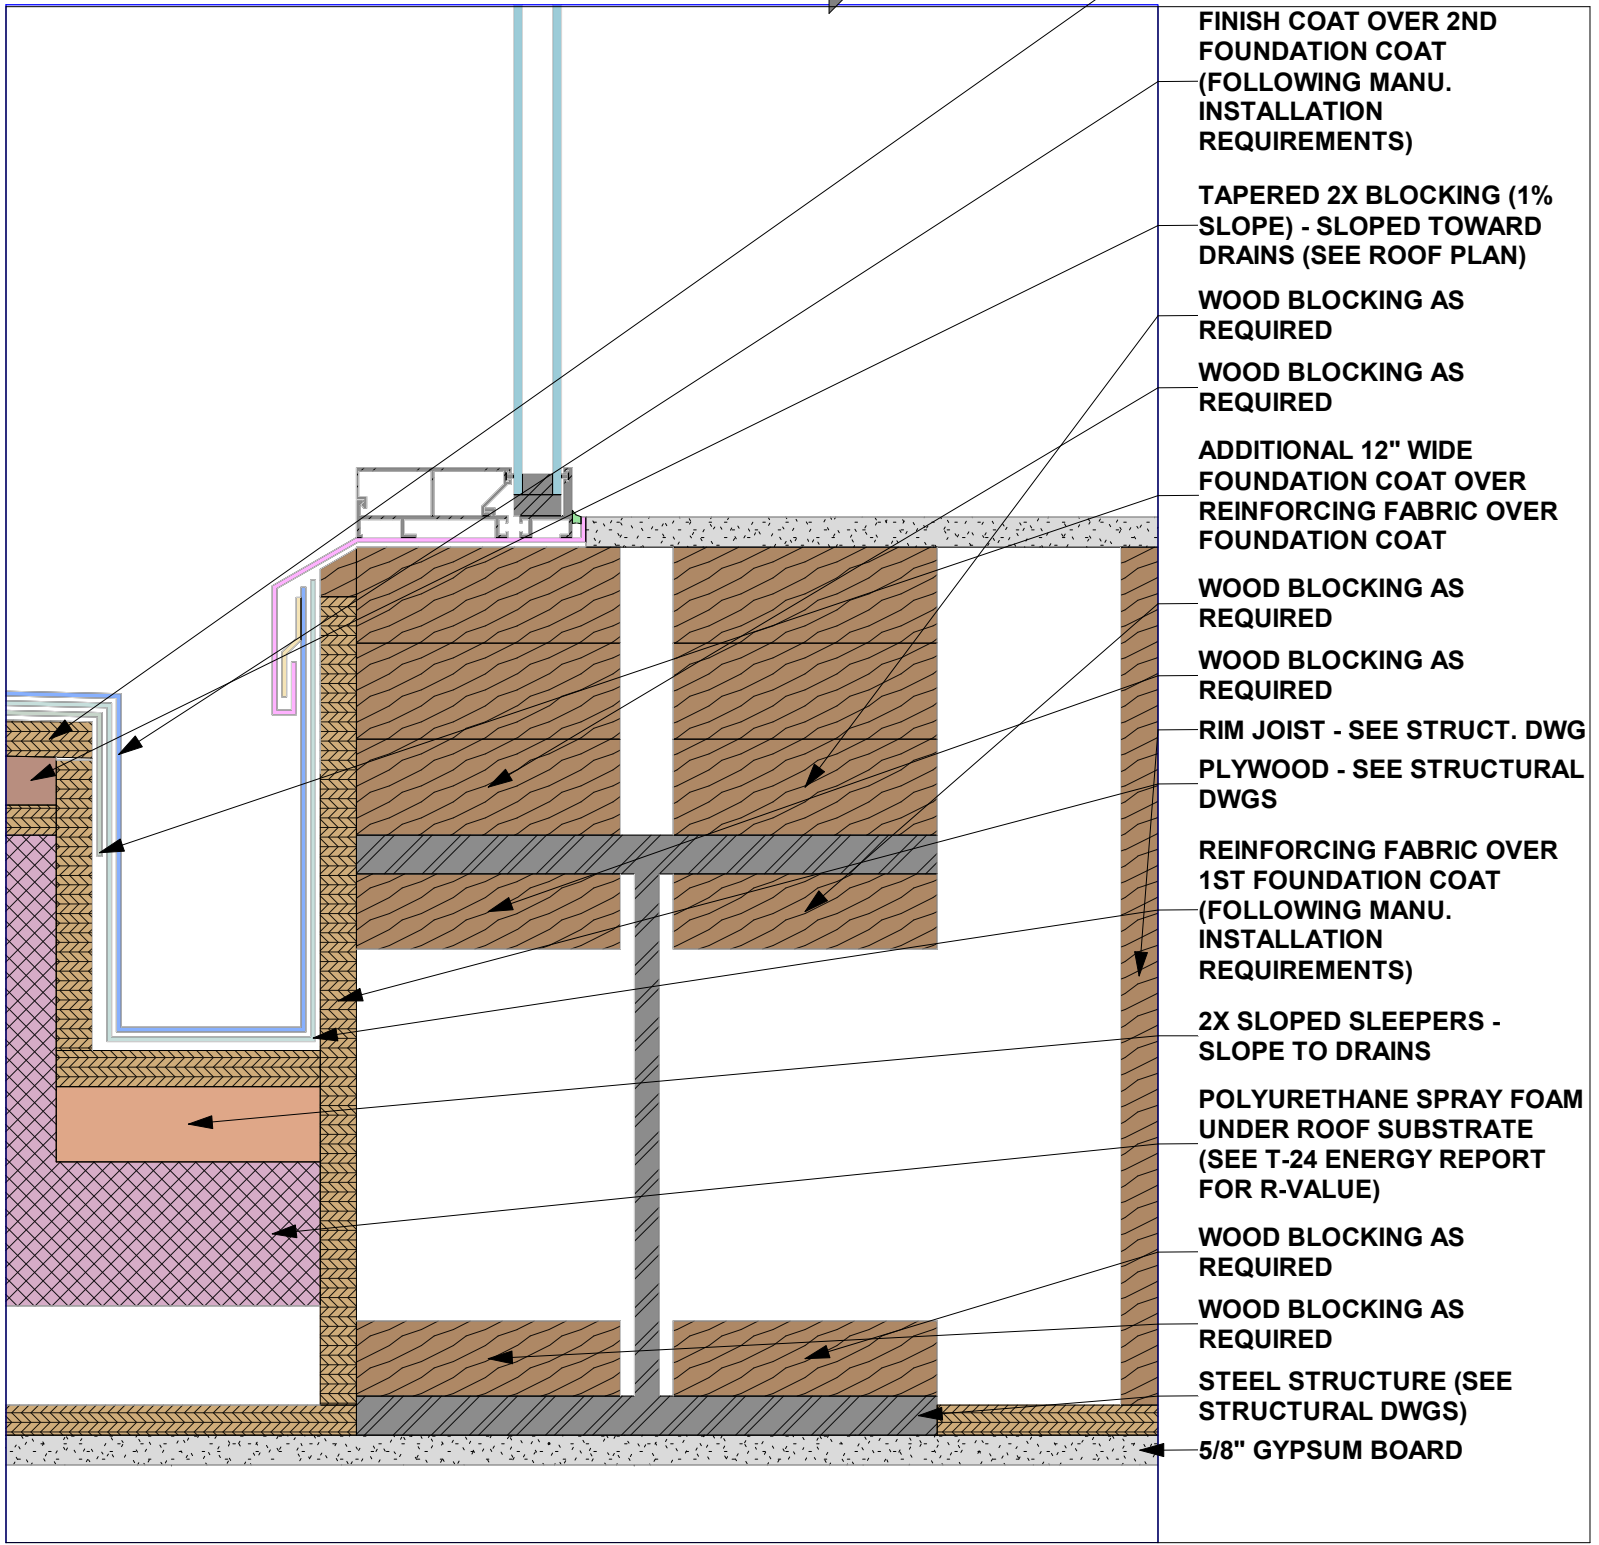 FINISH COAT OVER 2ND
FOUNDATION COAT
(FOLLOWING MANU.
INSTALLATION
REQUIREMENTS)
TAPERED 2X BLOCKING (1%
SLOPE) - SLOPED TOWARD
DRAINS (SEE ROOF PLAN)
WOOD BLOCKING AS
REQUIRED
WOOD BLOCKING AS
REQUIRED
ADDITIONAL 12" WIDE
FOUNDATION COAT OVER
REINFORCING FABRIC OVER
FOUNDATION COAT
WOOD BLOCKING AS
REQUIRED
WOOD BLOCKING AS
REQUIRED
RIM JOIST - SEE STRUCT. DWG
PLYWOOD - SEE STRUCTURAL
DWGS
REINFORCING FABRIC OVER
1ST FOUNDATION COAT
(FOLLOWING MANU.
INSTALLATION
REQUIREMENTS)
2X SLOPED SLEEPERS -
SLOPE TO DRAINS
POLYURETHANE SPRAY FOAM
UNDER ROOF SUBSTRATE
(SEE T-24 ENERGY REPORT
FOR R-VALUE)
WOOD BLOCKING AS
REQUIRED
WOOD BLOCKING AS
REQUIRED
STEEL STRUCTURE (SEE
STRUCTURAL DWGS)
5/8" GYPSUM BOARD